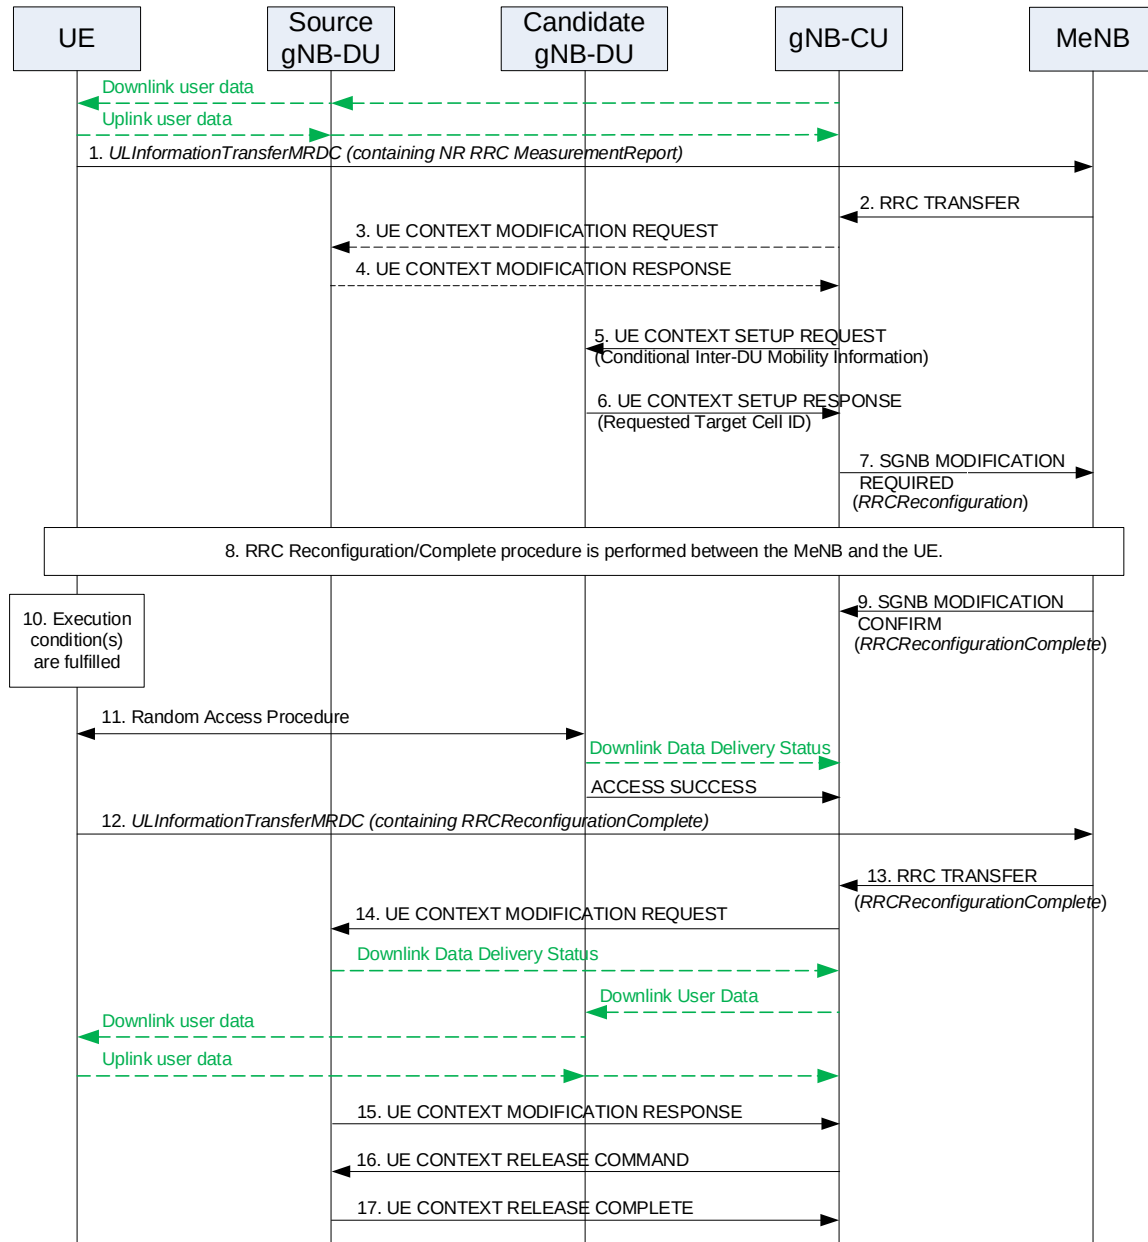 UE
Source
gNB-DU
Candidate
gNB-DU
gNB-CU
MeNB
Downlink user data
Uplink user data
1. ULInformationTransferMRDC (containing NR RRC MeasurementReport)
2. RRC TRANSFER
3. UE CONTEXT MODIFICATION REQUEST
4. UE CONTEXT MODIFICATION RESPONSE
5. UE CONTEXT SETUP REQUEST
(Conditional Inter-DU Mobility Information)
6. UE CONTEXT SETUP RESPONSE
(Requested Target Cell ID)
7. SGNB MODIFICATION
REQUIRED
(RRCReconfiguration)
8. RRC Reconfiguration/Complete procedure is performed between the MeNB and the UE.
9. SGNB MODIFICATION
CONFIRM
(RRCReconfigurationComplete)
10. Execution
condition(s)
are fulfilled
11. Random Access Procedure
Downlink Data Delivery Status
ACCESS SUCCESS
12. ULInformationTransferMRDC (containing RRCReconfigurationComplete)
13. RRC TRANSFER
(RRCReconfigurationComplete)
14. UE CONTEXT MODIFICATION REQUEST
Downlink Data Delivery Status
Downlink User Data
Downlink user data
Uplink user data
15. UE CONTEXT MODIFICATION RESPONSE
16. UE CONTEXT RELEASE COMMAND
17. UE CONTEXT RELEASE COMPLETE